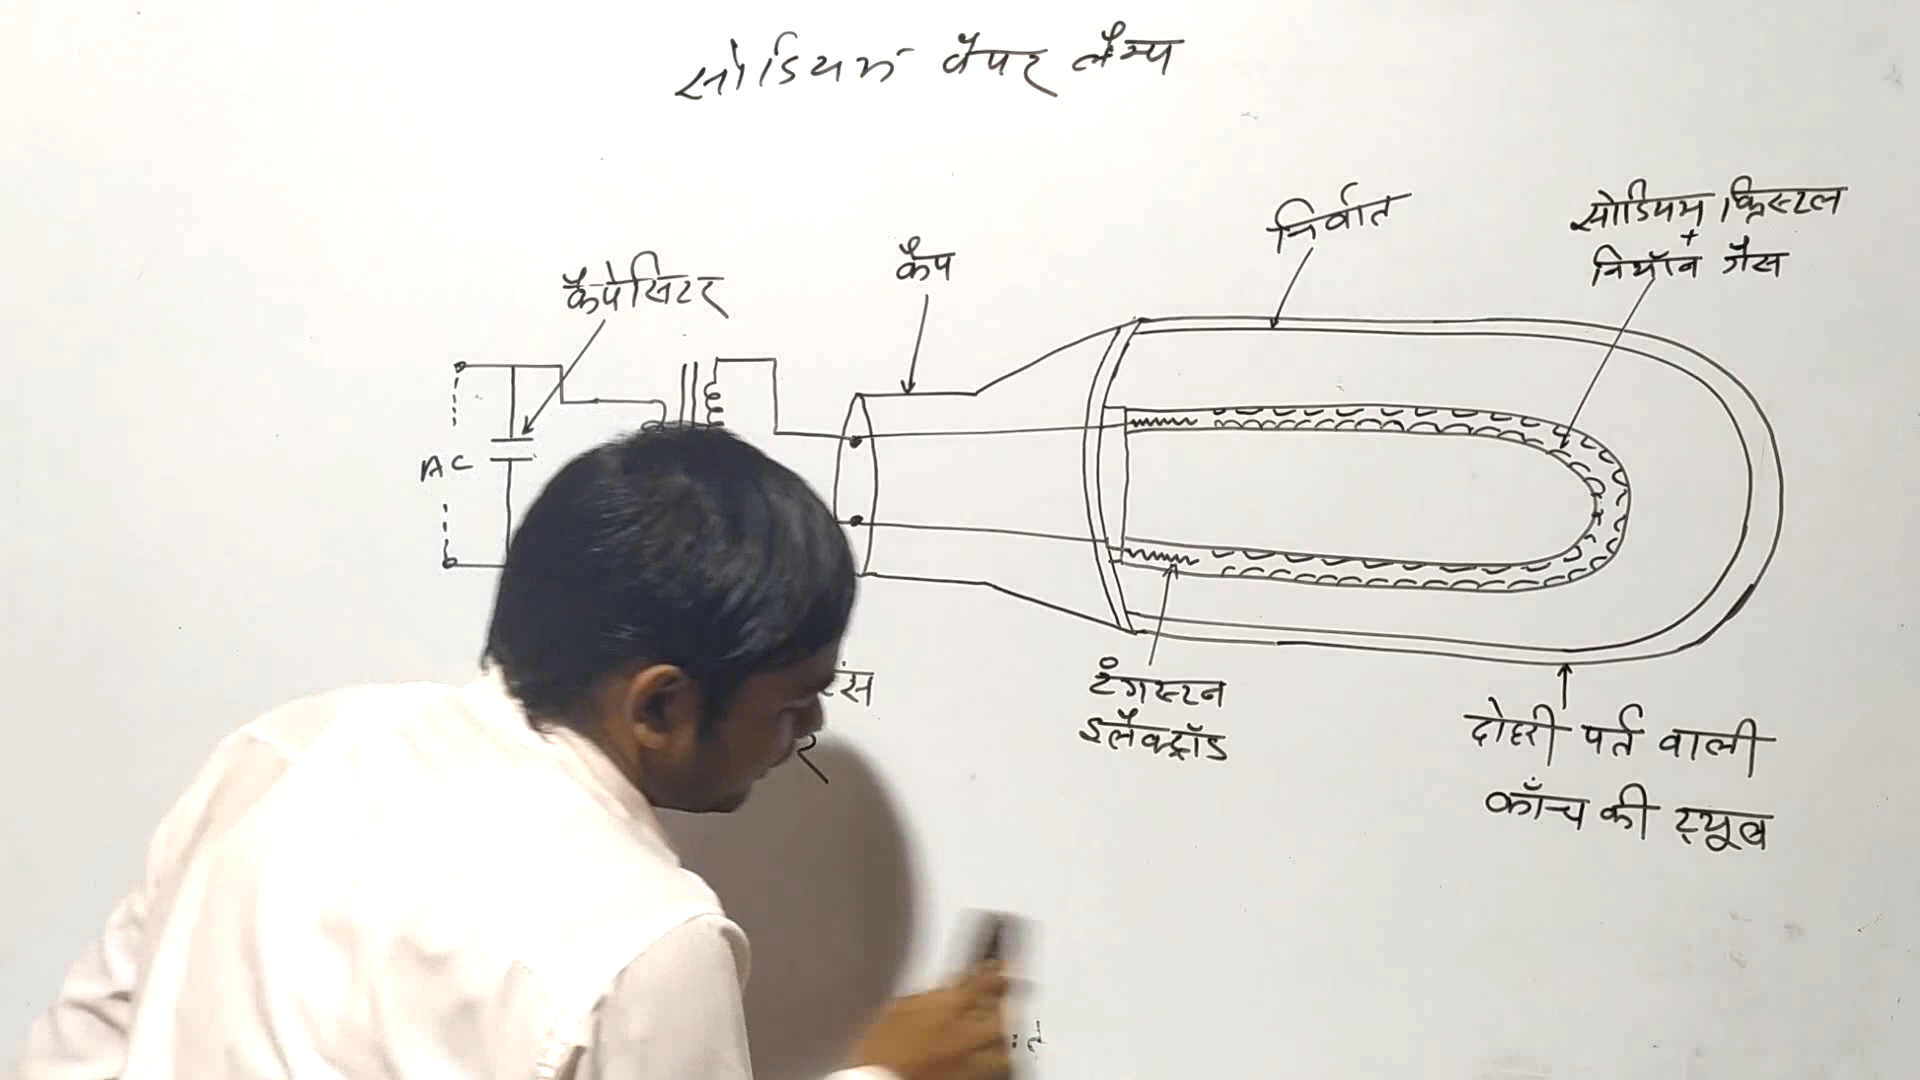 सोडियम वैपर लैम्प
निर्वात
सोडियम क्रिस्टल
+
नियॉन गैस
कैप
कैपेसिटर
AC
टंगस्टन
इलैक्ट्रॉड
दोहरी पर्त वाली
काँच की ट्यूब